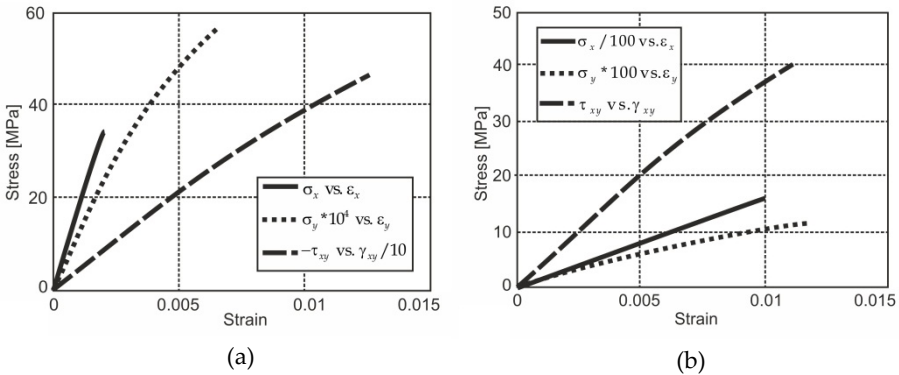 60
40
20
0
Stress [MPa]
σx vs. εx
σy *10⁴ vs. εy
−τxy vs. γxy/10
0
0.005
0.01
0.015
Strain
(a)
50
40
30
20
10
0
Stress [MPa]
σx / 100 vs.εx
σy * 100 vs.εy
τxy vs.γxy
0
0.005
0.01
0.015
Strain
(b)